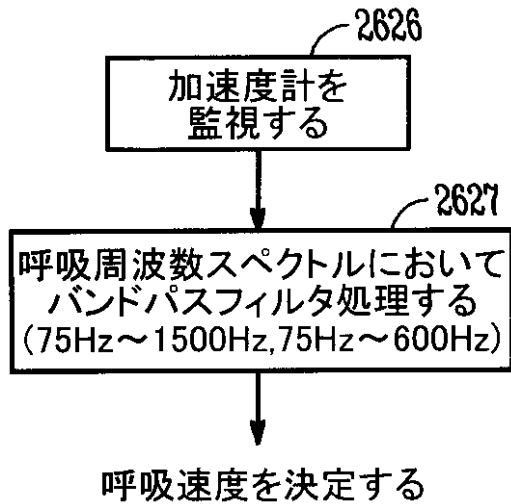 2626
加速度計を
監視する
2627
呼吸周波数スペクトルにおいて
バンドパスフィルタ処理する
(75Hz~1500Hz,75Hz~600Hz)
呼吸速度を決定する